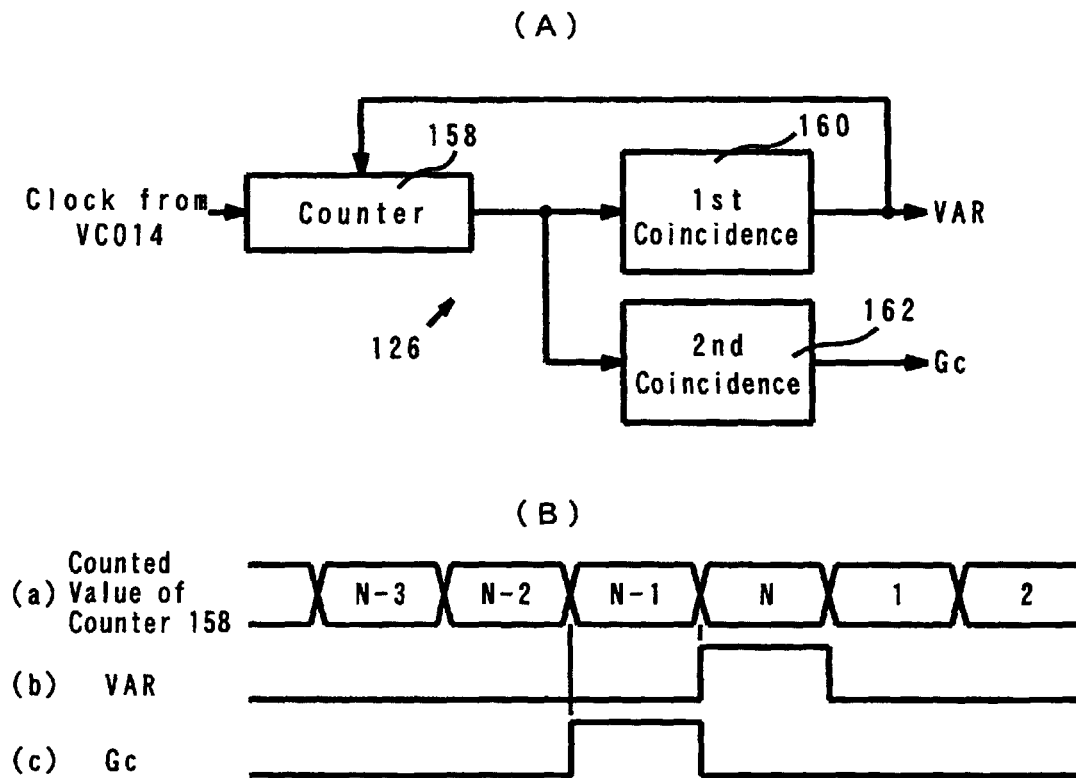 (A)
158
160
Clock from
VCO14
Counter
1st
Coincidence
VAR
126
162
2nd
Coincidence
Gc
(B)
(a) Counted
Value of
Counter 158
N-3 N-2 N-1 N 1 2
(b) VAR
(c) Gc